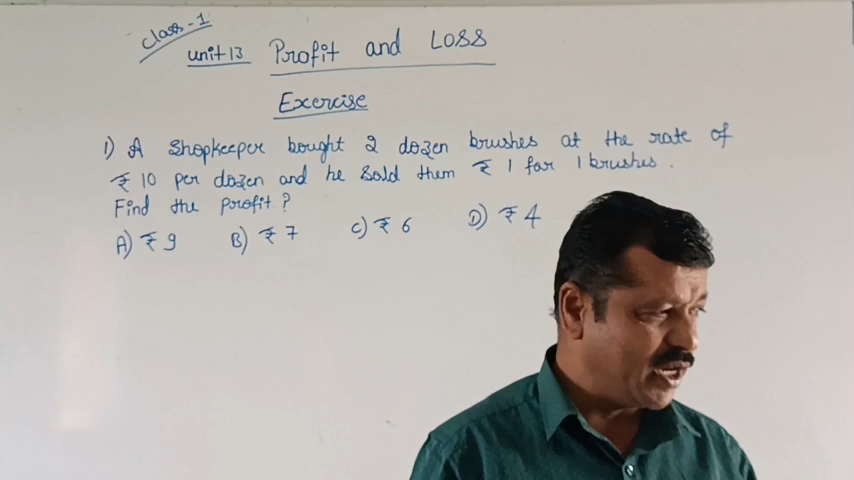 Class-1
unit 13 Profit and Loss
Exercise
1) A Shopkeeper bought 2 dozen brushes at the rate of
₹ 10 per dozen and he Sold them ₹ 1 for 1 brushes.
Find the profit?
A) ₹ 9 B) ₹ 7 C) ₹ 6 D) ₹ 4